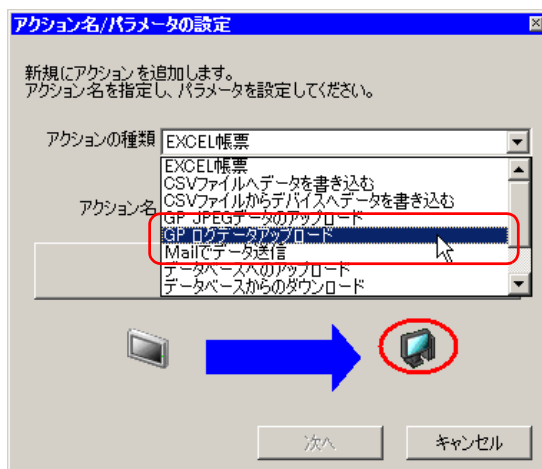 アクション名/パラメータの設定
新規にアクションを追加します。
アクション名を指定し、パラメータを設定してください。
アクションの種類 EXCEL帳票
EXCEL帳票
CSVファイルへデータを書き込む
アクション名 CSVファイルからデバイスへデータを書き込む
GP JPEGデータのアップロード
GP ログデータアップロード
Mailでデータ送信
データベースへのアップロード
データベースからのダウンロード
次へ キャンセル